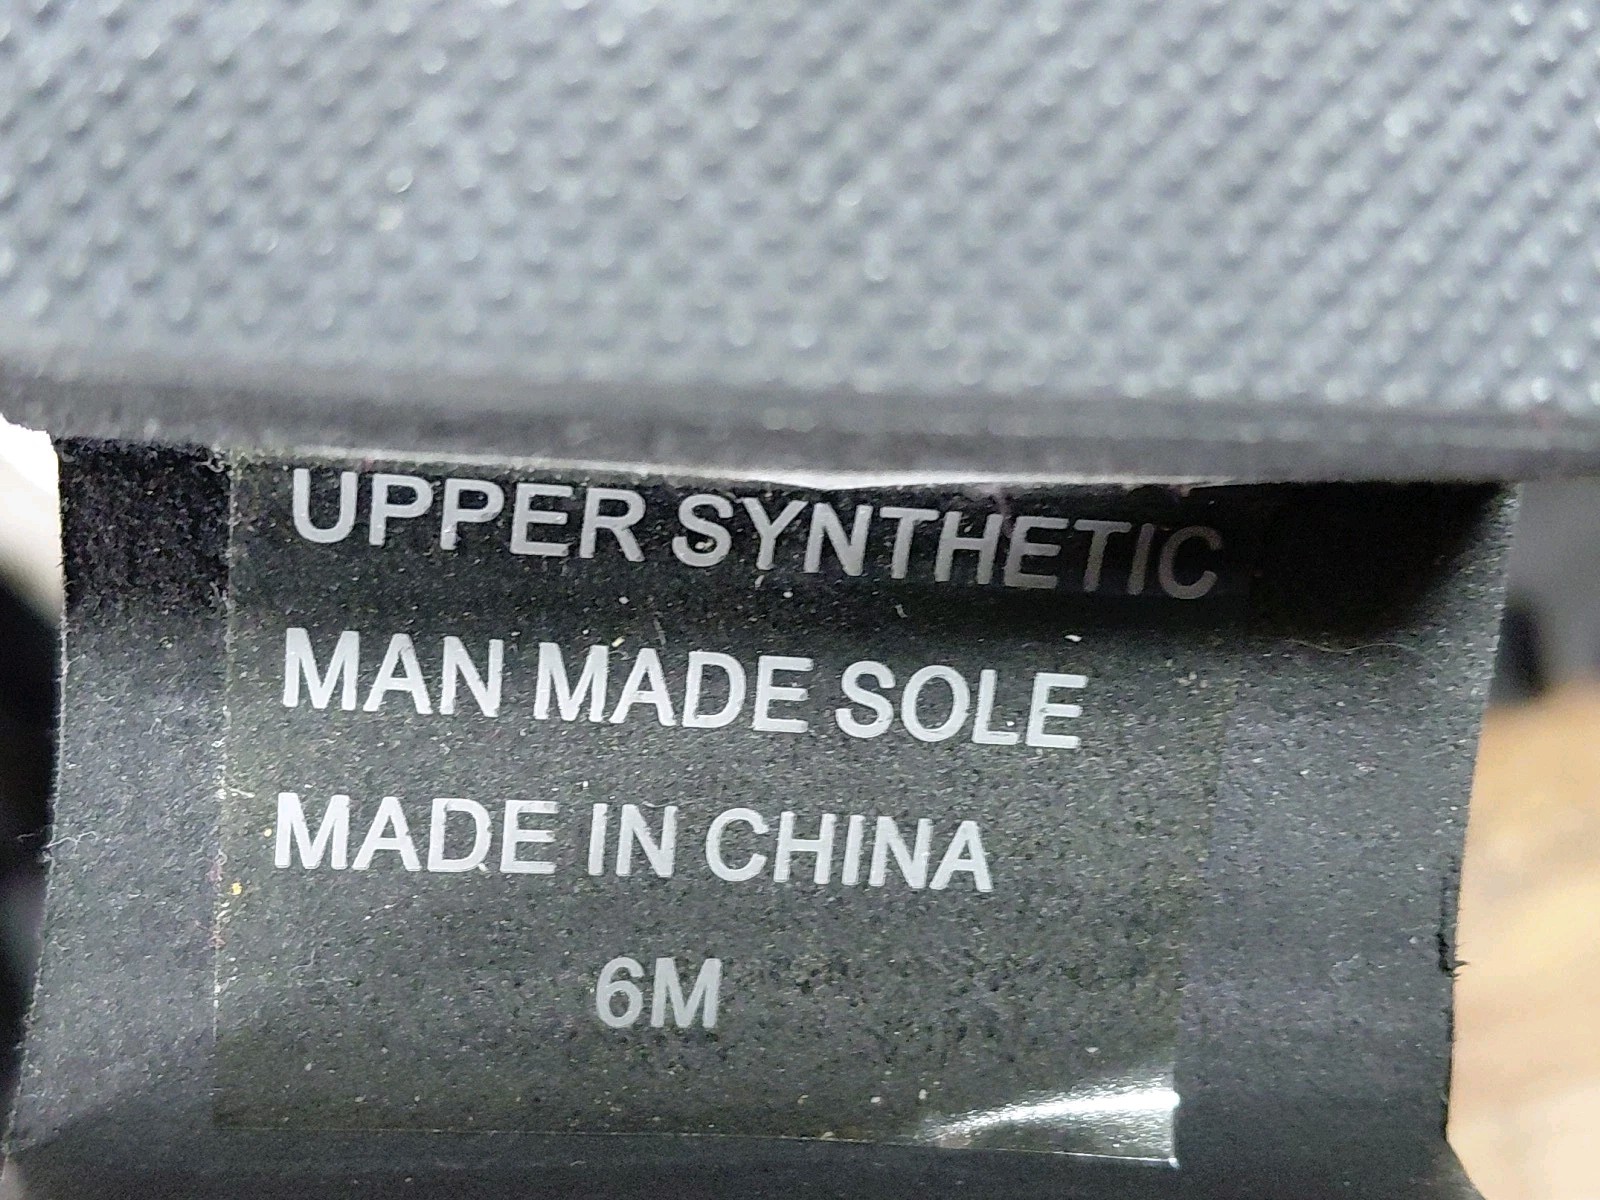 UPPER SYNTHETIC
MAN MADE SOLE
MADE IN CHINA
6M